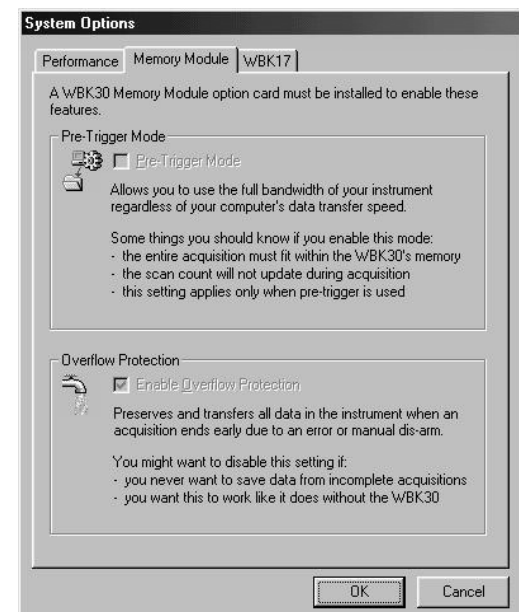 System Options
Performance Memory Module WBK17
A WBK30 Memory Module option card must be installed to enable these
features.
Pre-Trigger Mode
Pre-Trigger Mode
Allows you to use the full bandwidth of your instrument
regardless of your computer's data transfer speed.
Some things you should know if you enable this mode:
- the entire acquisition must fit within the WBK30's memory
- the scan count will not update during acquisition
- this setting applies only when pre-trigger is used
Overflow Protection
Enable Overflow Protection
Preserves and transfers all data in the instrument when an
acquisition ends early due to an error or manual dis-arm.
You might want to disable this setting if:
- you never want to save data from incomplete acquisitions
- you want this to work like it does without the WBK30
OK Cancel